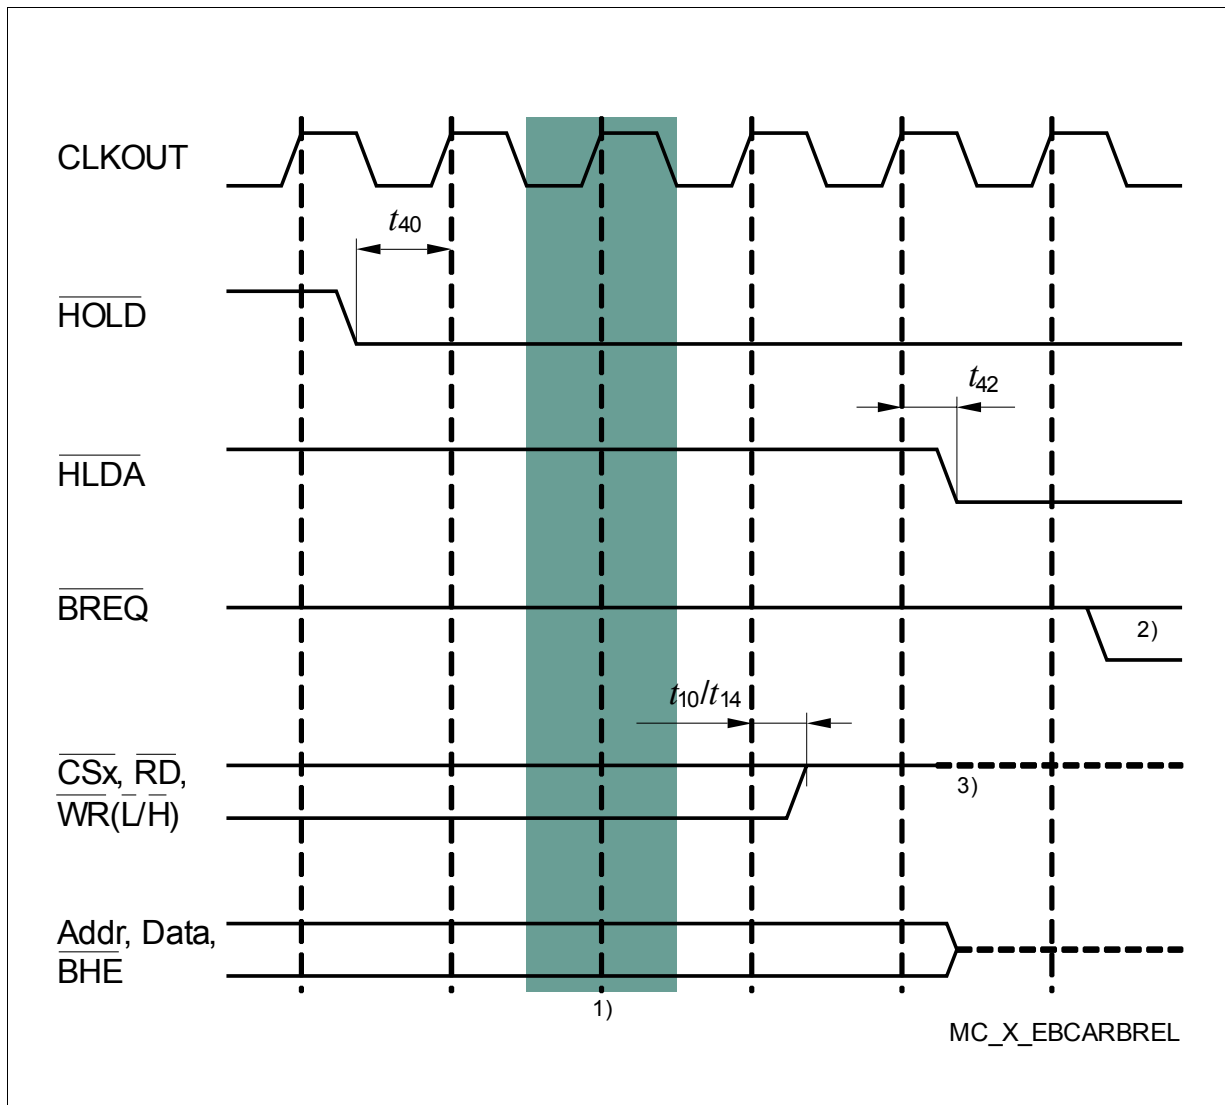 CLKOUT
t40
HOLD
t42
HLDA
BREQ
2)
t10/t14
CSx, RD,
WR(L/H)
3)
Addr, Data,
BHE
1)
MC_X_EBCARBREL